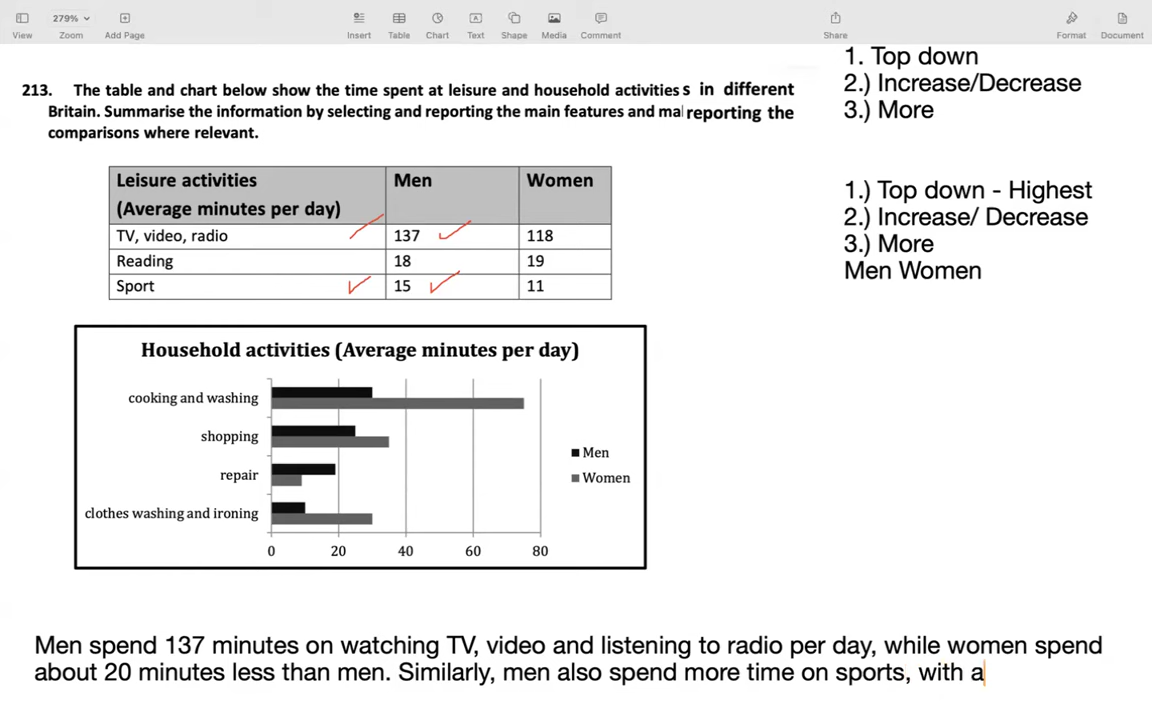 279%
View Zoom Add Page Insert Table Chart Text Shape Media Comment Share Format Document
1. Top down
2.) Increase/Decrease
3.) More
213. The table and chart below show the time spent at leisure and household activities in different
Britain. Summarise the information by selecting and reporting the main features and ma reporting the
comparisons where relevant.
1.) Top down - Highest
2.) Increase/ Decrease
3.) More
Men Women
Leisure activities Men Women
(Average minutes per day)
TV, video, radio 137 118
Reading 18 19
Sport 15 11
Household activities (Average minutes per day)
cooking and washing
shopping
repair
clothes washing and ironing
Men
Women
0 20 40 60 80
Men spend 137 minutes on watching TV, video and listening to radio per day, while women spend
about 20 minutes less than men. Similarly, men also spend more time on sports, with a